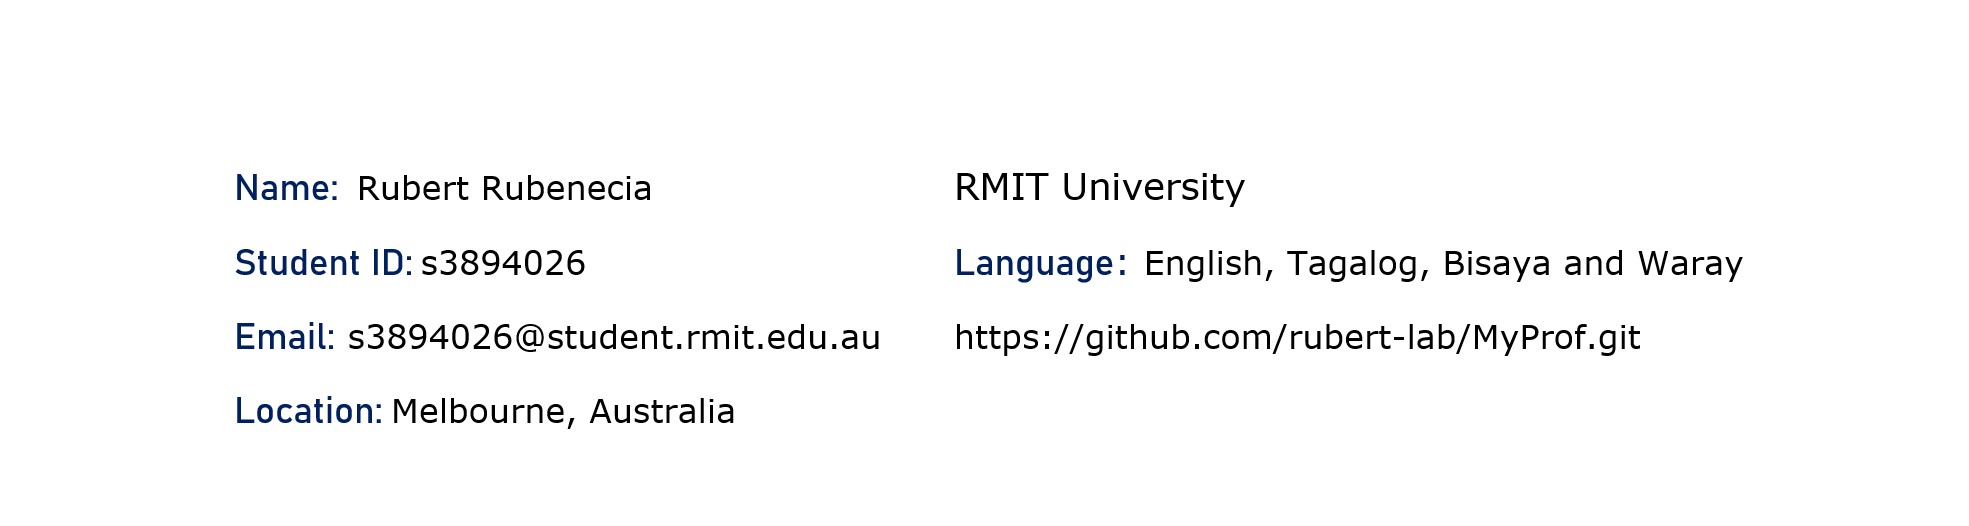 Name: Rubert Rubenecia
Student ID: s3894026
Email: s3894026@student.rmit.edu.au
Location: Melbourne, Australia
RMIT University
Language: English, Tagalog, Bisaya and Waray
https://github.com/rubert-lab/MyProf.git